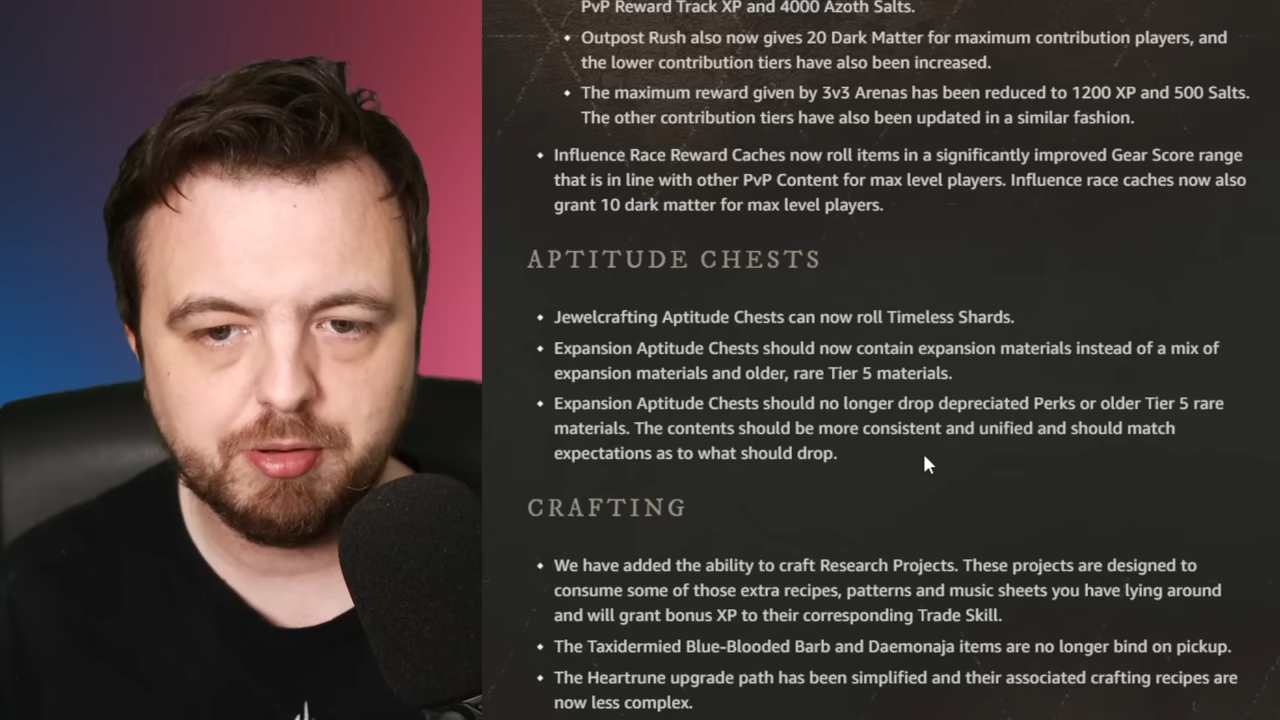 PvP Reward Track XP and 4000 Azoth Salts.
Outpost Rush also now gives 20 Dark Matter for maximum contribution players, and
the lower contribution tiers have also been increased.
The maximum reward given by 3v3 Arenas has been reduced to 1200 XP and 500 Salts.
The other contribution tiers have also been updated in a similar fashion.
Influence Race Reward Caches now roll items in a significantly improved Gear Score range
that is in line with other PvP Content for max level players. Influence race caches now also
grant 10 dark matter for max level players.
APTITUDE CHESTS
Jewelcrafting Aptitude Chests can now roll Timeless Shards.
Expansion Aptitude Chests should now contain expansion materials instead of a mix of
expansion materials and older, rare Tier 5 materials.
Expansion Aptitude Chests should no longer drop depreciated Perks or older Tier 5 rare
materials. The contents should be more consistent and unified and should match
expectations as to what should drop.
CRAFTING
We have added the ability to craft Research Projects. These projects are designed to
consume some of those extra recipes, patterns and music sheets you have lying around
and will grant bonus XP to their corresponding Trade Skill.
The Taxidermied Blue-Blooded Barb and Daemonaja items are no longer bind on pickup.
The Heartrune upgrade path has been simplified and their associated crafting recipes are
now less complex.